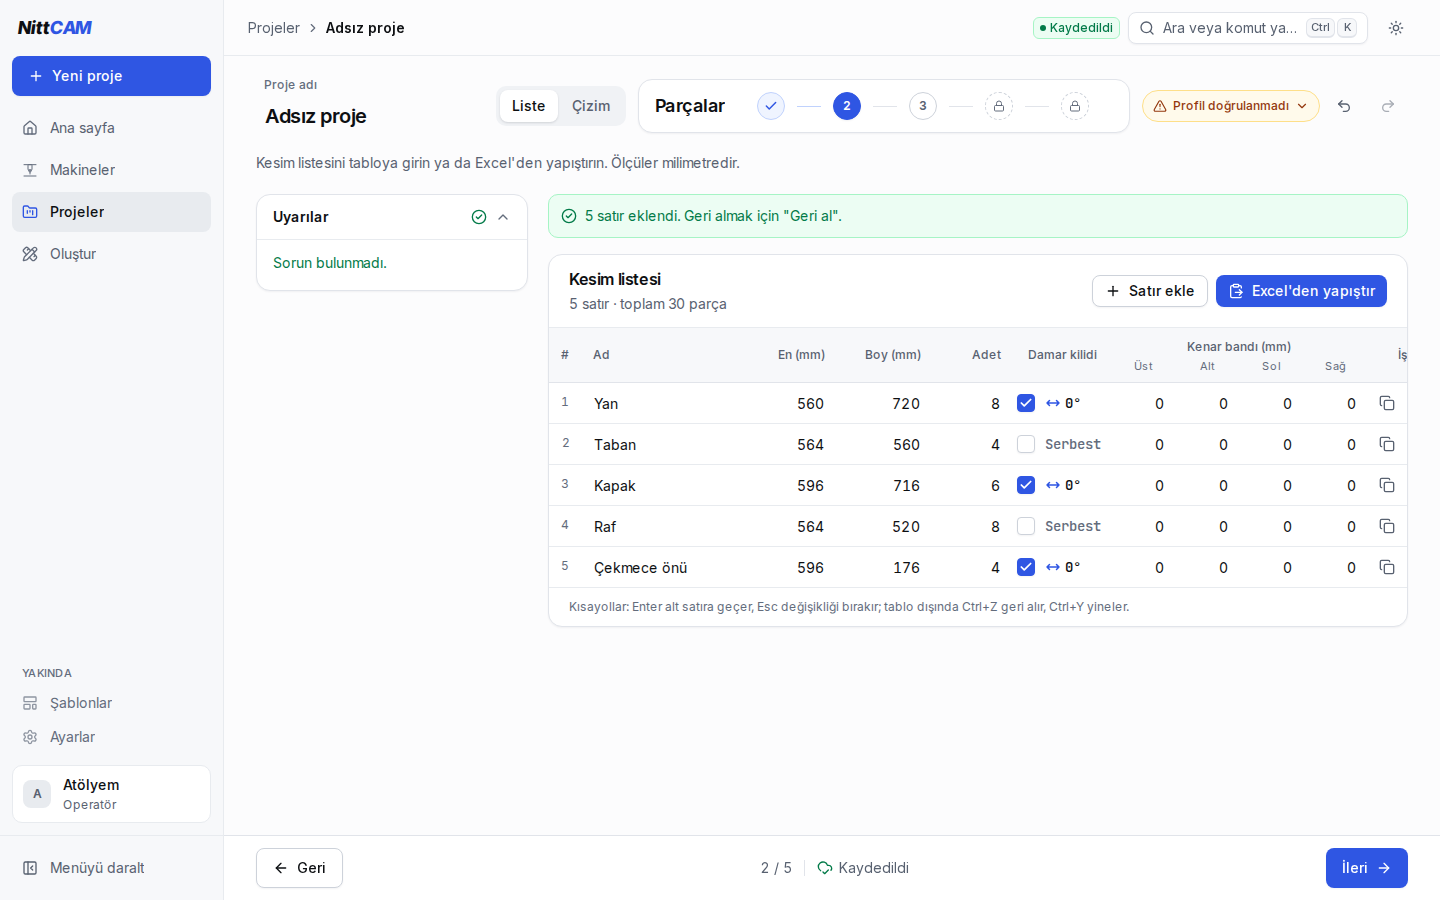 NittCAM
Yeni proje
Ana sayfa
Makineler
Projeler
Oluştur
YAKINDA
Şablonlar
Ayarlar
A
Atölyem
Operatör
Menüyü daralt
Projeler > Adsız proje
Kaydedildi
Ara veya komut ya... Ctrl K
Proje adı
Adsız proje
Liste Çizim
Parçalar 2 3
Profil doğrulanmadı
Kesim listesini tabloya girin ya da Excel'den yapıştırın. Ölçüler milimetredir.
Uyarılar
Sorun bulunmadı.
5 satır eklendi. Geri almak için "Geri al".
Kesim listesi
5 satır · toplam 30 parça
Satır ekle
Excel'den yapıştır
# Ad En (mm) Boy (mm) Adet Damar kilidi Kenar bandı (mm) İş
Üst Alt Sol Sağ
1 Yan 560 720 8 0° 0 0 0 0
2 Taban 564 560 4 Serbest 0 0 0 0
3 Kapak 596 716 6 0° 0 0 0 0
4 Raf 564 520 8 Serbest 0 0 0 0
5 Çekmece önü 596 176 4 0° 0 0 0 0
Kısayollar: Enter alt satıra geçer, Esc değişikliği bırakır; tablo dışında Ctrl+Z geri alır, Ctrl+Y yineler.
Geri
2 / 5
Kaydedildi
İleri